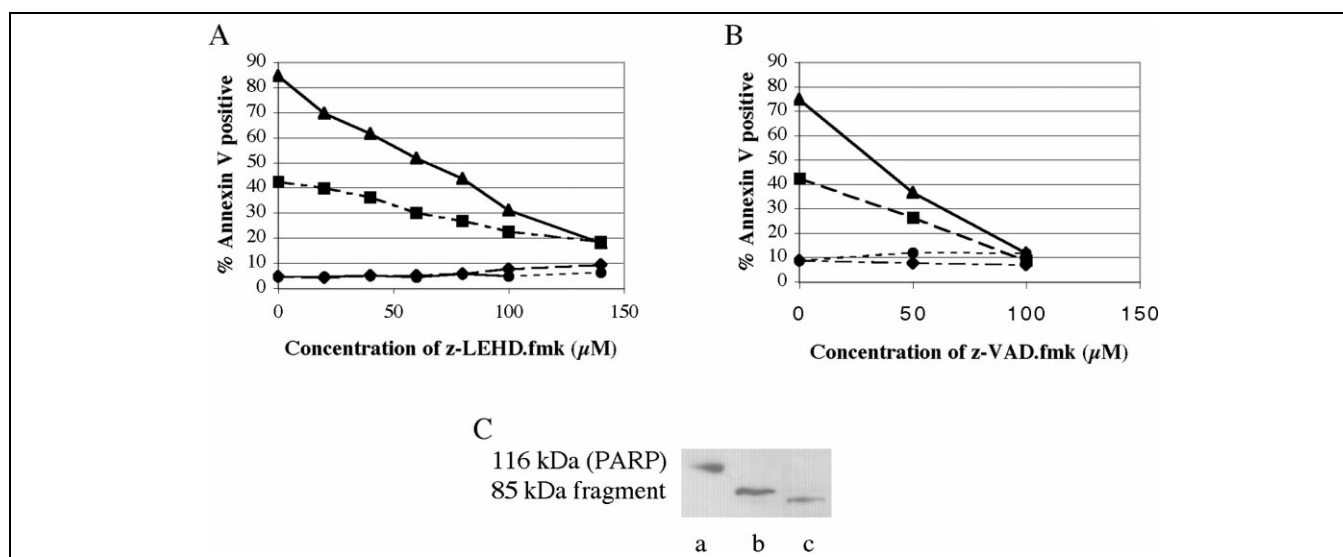 A
B
90
80
70
60
50
40
30
20
10
0
% Annexin V positive
0 50 100 150
Concentration of z-LEHD.fmk (µM)
90
80
70
60
50
40
30
20
10
0
% Annexin V positive
0 50 100 150
Concentration of z-VAD.fmk (µM)
C
116 kDa (PARP)
85 kDa fragment
a b c